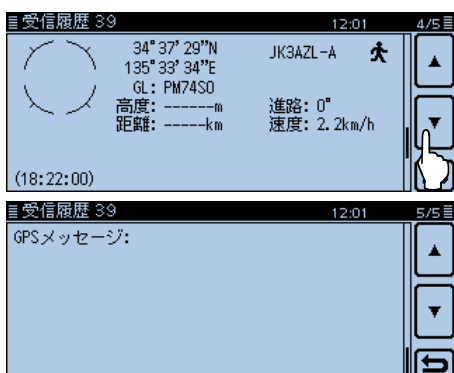 受信履歴 39 12:01 4/5
34°37'29"N JK3AZL-A
135°33'34"E
GL: PM74SO
高度: ------m 進路: 0°
距離: -----km 速度: 2.2km/h
(18:22:00)
受信履歴 39 12:01 5/5
GPSメッセージ: